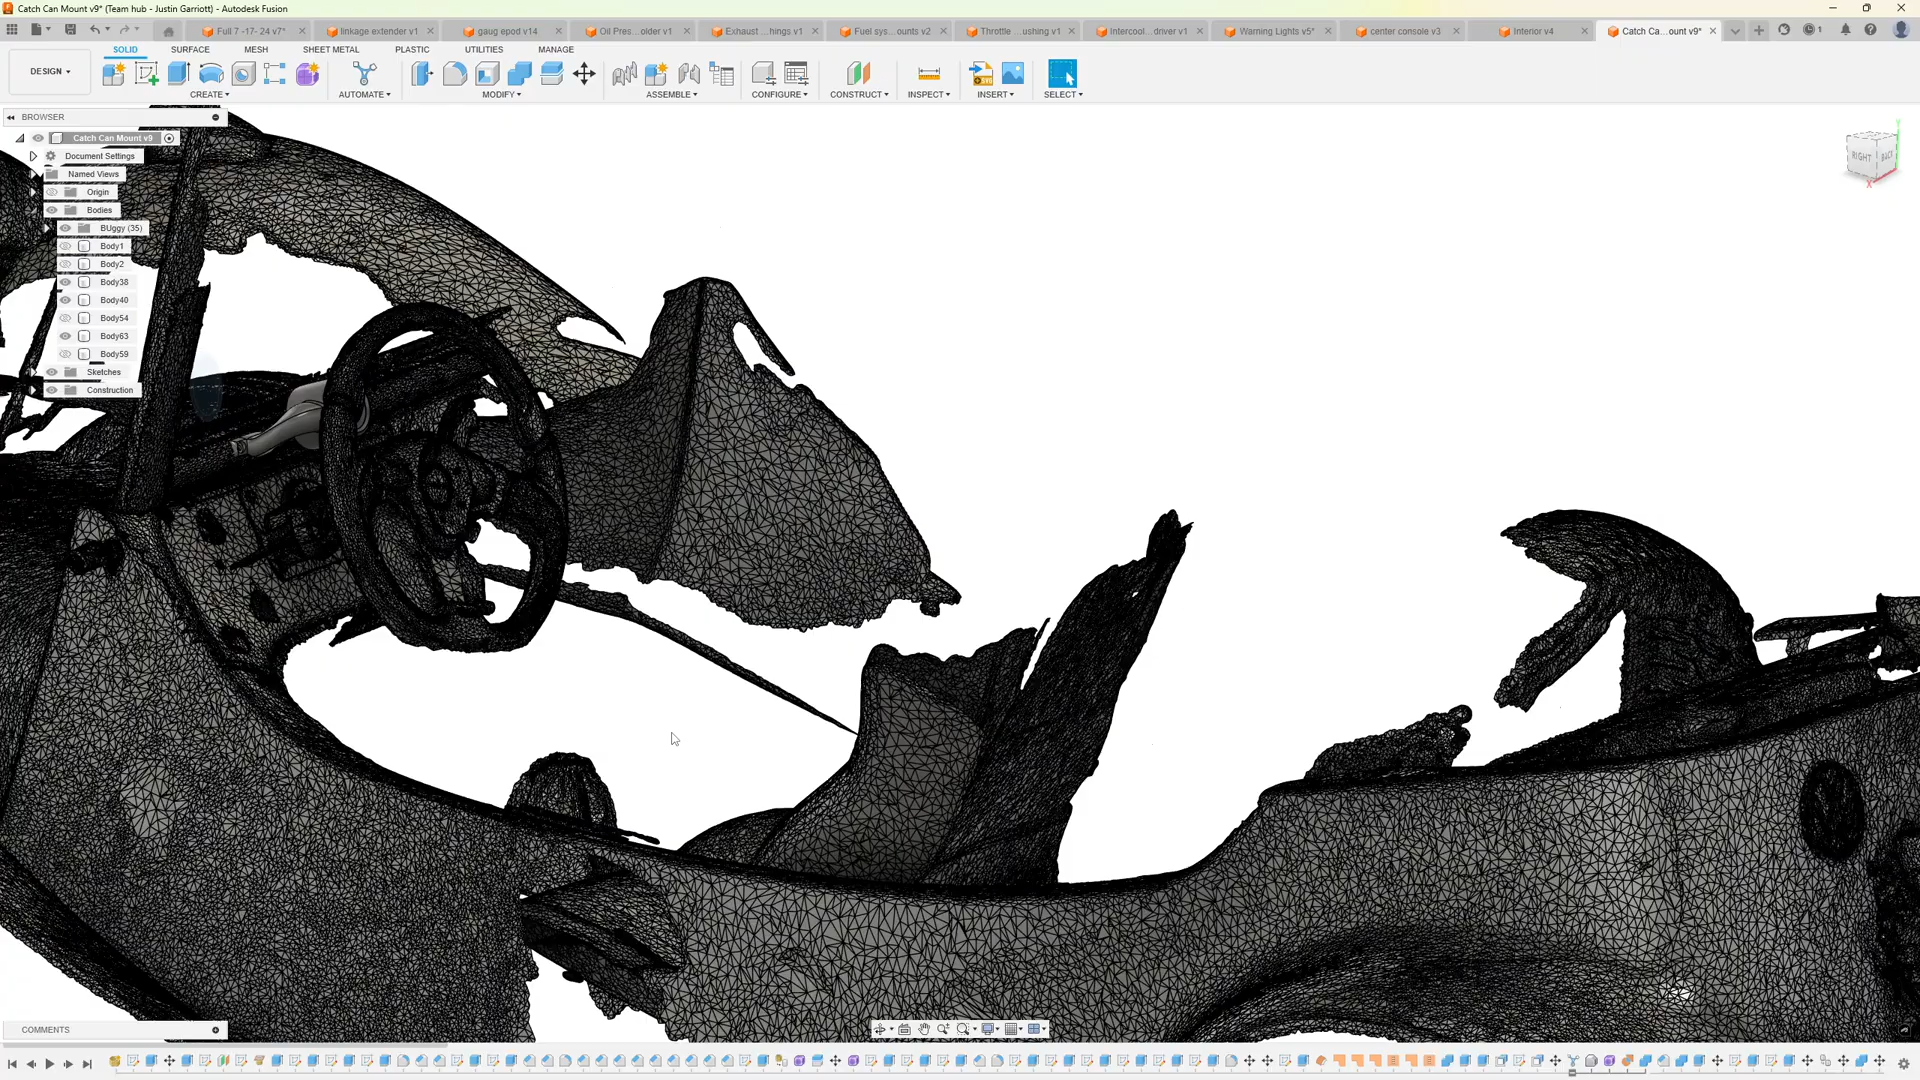 Catch Can Mount v9* (Team hub - Justin Garriott) - Autodesk Fusion
Full 7 -17- 24 v7*
linkage extender v1
gaug epod v14
Oil Pres...older v1
Exhaust ...hings v1
Fuel sys...ounts v2
Throttle ...ushing v1
Intercool...driver v1
Warning Lights v5*
center console v3
Interior v4
Catch Ca...ount v9*
1
SOLID
SURFACE
MESH
SHEET METAL
PLASTIC
UTILITIES
MANAGE
DESIGN
CREATE
AUTOMATE
MODIFY
ASSEMBLE
CONFIGURE
CONSTRUCT
INSPECT
INSERT
SELECT
BROWSER
Catch Can Mount v9
Document Settings
Named Views
Origin
Bodies
BUggy (35)
Body1
Body2
Body38
Body40
Body54
Body63
Body59
Sketches
Construction
RIGHT
BACK
X
COMMENTS